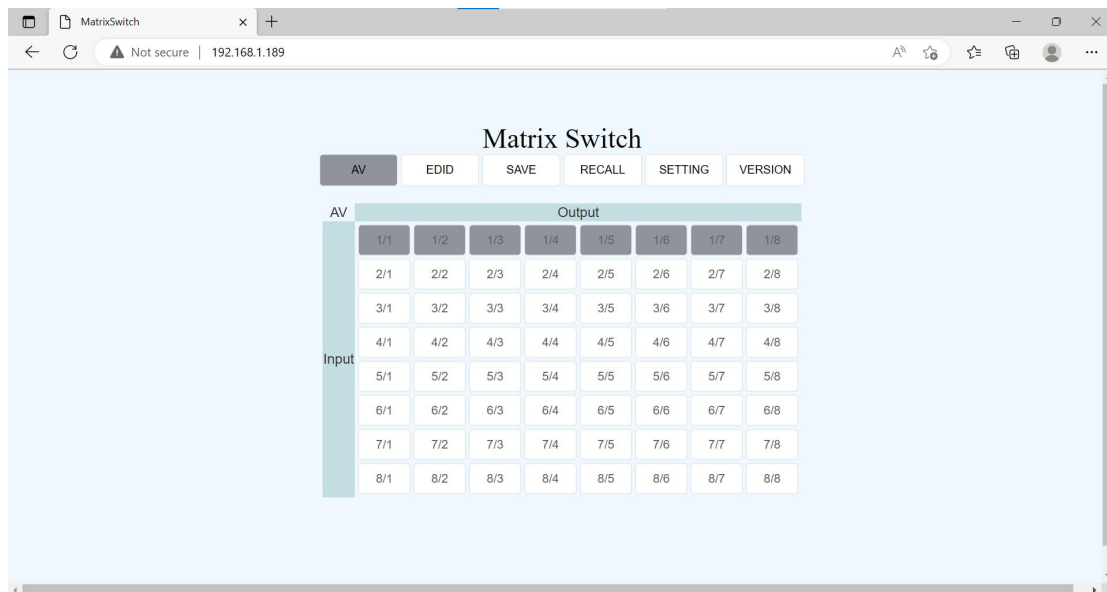 MatrixSwitch
Not secure | 192.168.1.189
Matrix Switch
AV EDID SAVE RECALL SETTING VERSION
AV Output
1/1 1/2 1/3 1/4 1/5 1/6 1/7 1/8
2/1 2/2 2/3 2/4 2/5 2/6 2/7 2/8
3/1 3/2 3/3 3/4 3/5 3/6 3/7 3/8
4/1 4/2 4/3 4/4 4/5 4/6 4/7 4/8
Input
5/1 5/2 5/3 5/4 5/5 5/6 5/7 5/8
6/1 6/2 6/3 6/4 6/5 6/6 6/7 6/8
7/1 7/2 7/3 7/4 7/5 7/6 7/7 7/8
8/1 8/2 8/3 8/4 8/5 8/6 8/7 8/8